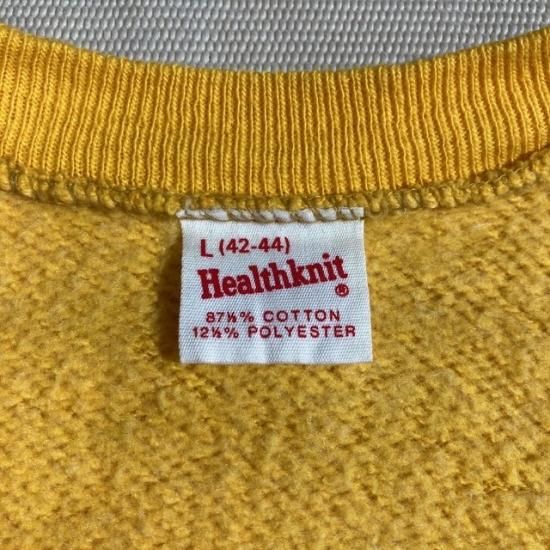 L (42-44)
Healthknit
®
87½% COTTON
12½% POLYESTER